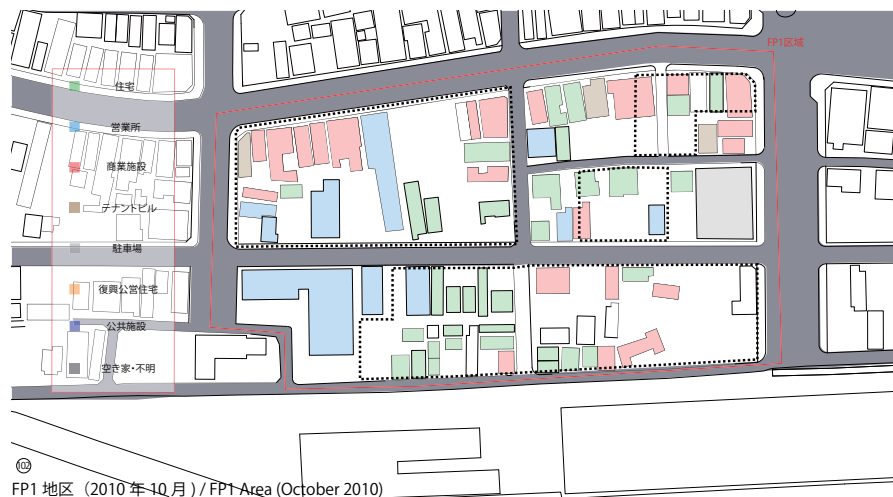 FP1区域
住宅
営業所
商業施設
テナントビル
駐車場
復興公営住宅
公共施設
空き家・不明
102
FP1 地区（2010 年 10 月 ) / FP1 Area (October 2010)